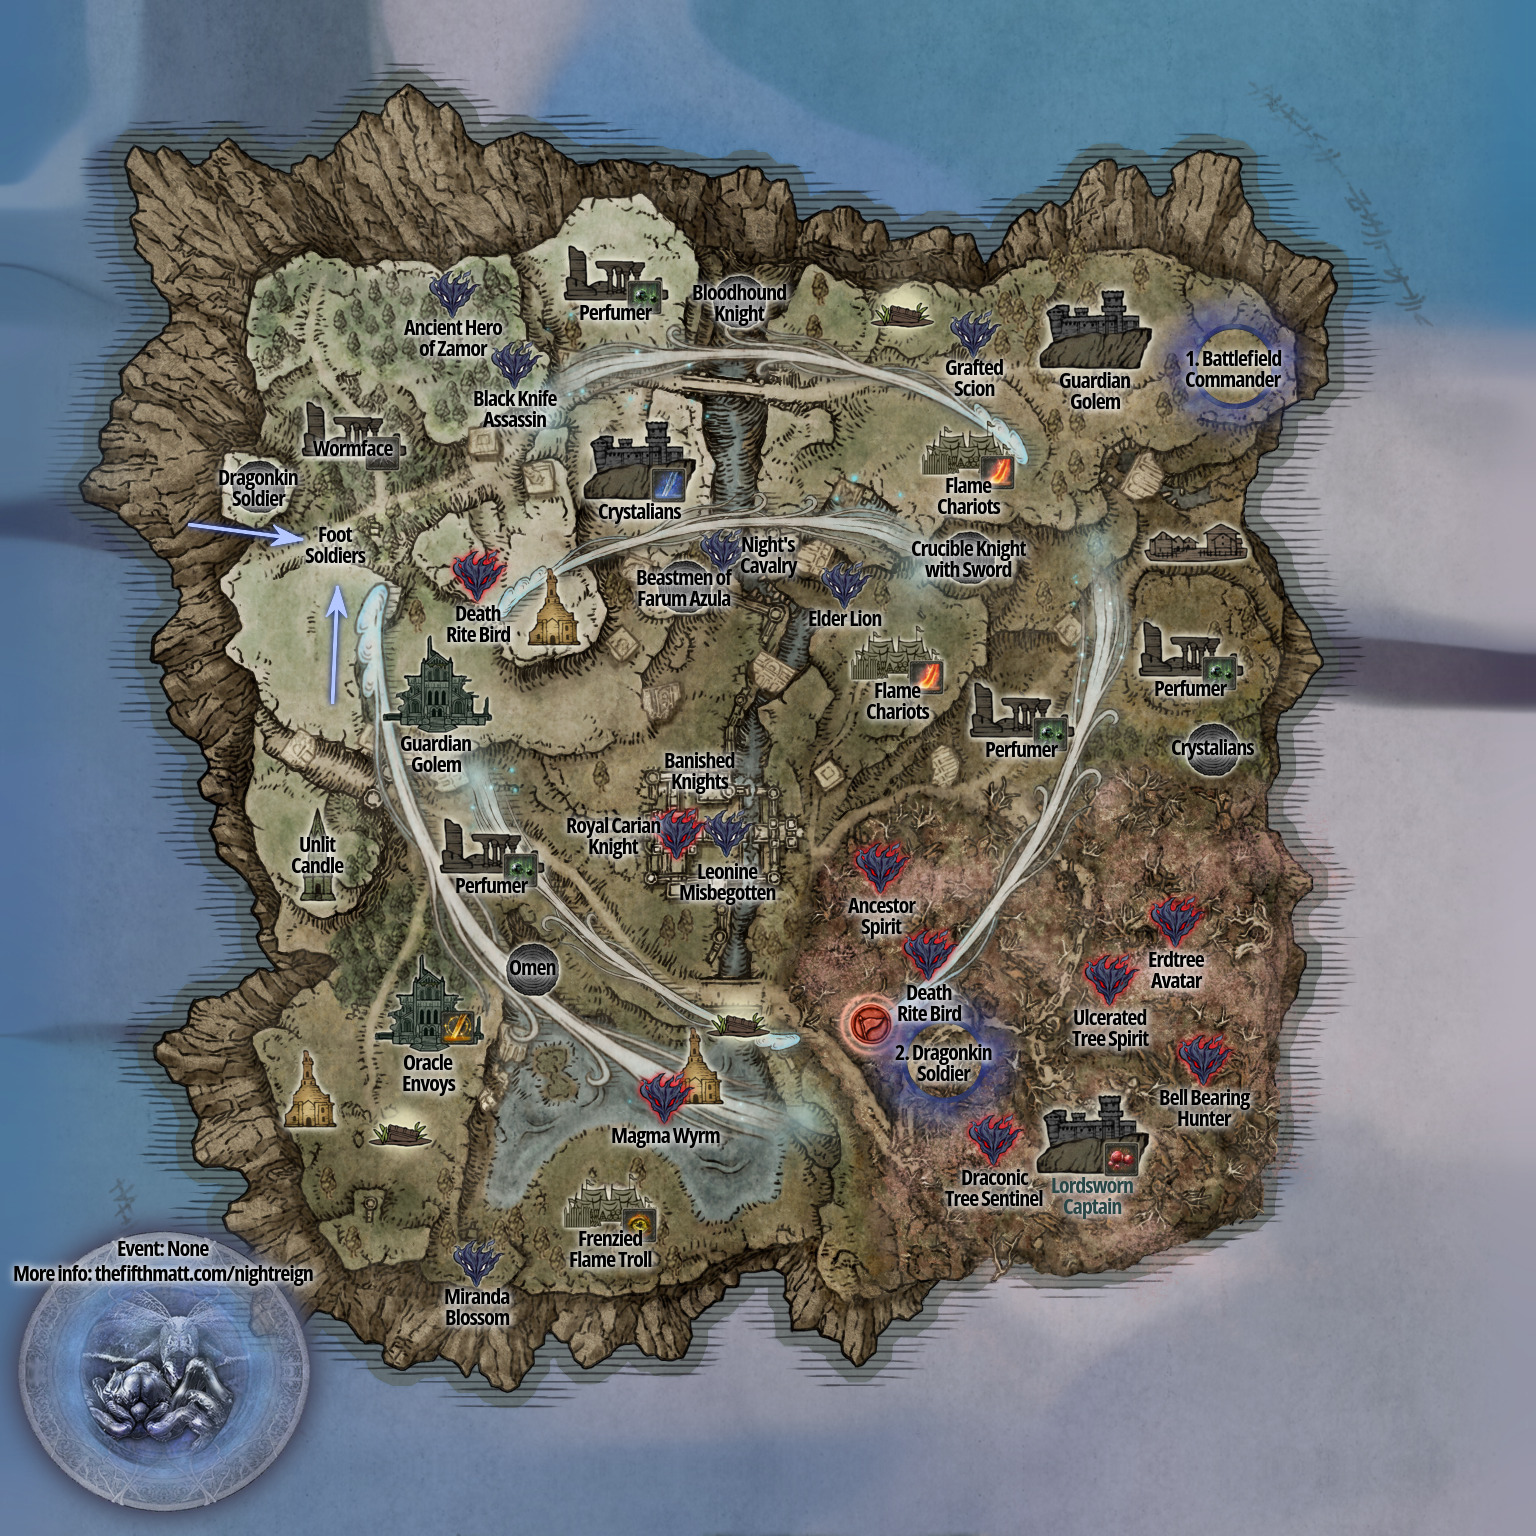 Bloodhound
Knight
Perfumer
Ancient Hero
of Zamor
Black Knife
Assassin
Grafted
Scion
Guardian
Golem
1. Battlefield
Commander
Wormface
Dragonkin
Soldier
Crystalians
Flame
Chariots
Foot
Soldiers
Night's
Cavalry
Crucible Knight
with Sword
Beastmen of
Farum Azula
Death
Rite Bird
Elder Lion
Flame
Chariots
Perfumer
Guardian
Golem
Perfumer
Crystalians
Banished
Knights
Royal Carian
Knight
Leonine
Misbegotten
Unlit
Candle
Perfumer
Ancestor
Spirit
Omen
Erdtree
Avatar
Death
Rite Bird
Ulcerated
Tree Spirit
2. Dragonkin
Soldier
Oracle
Envoys
Bell Bearing
Hunter
Magma Wyrm
Draconic
Tree Sentinel
Lordsworn
Captain
Frenzied
Flame Troll
Miranda
Blossom
Event: None
More info: thefifthmatt.com/nightreign